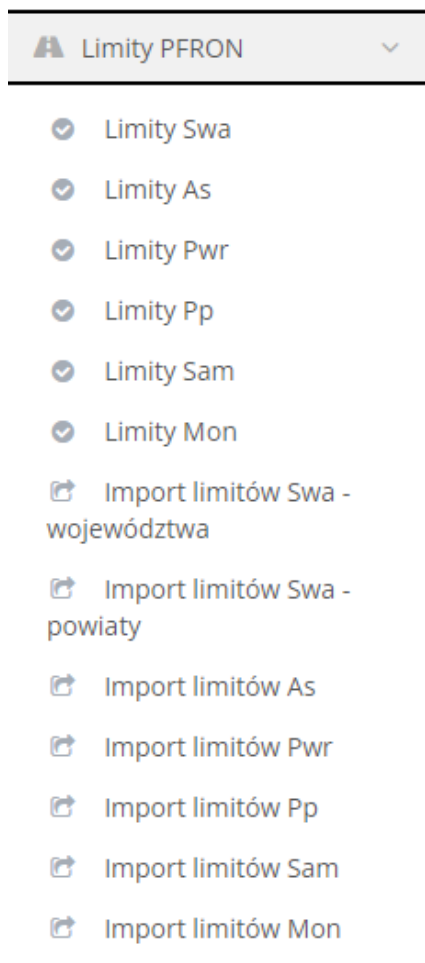 Limity PFRON
Limity Swa
Limity As
Limity Pwr
Limity Pp
Limity Sam
Limity Mon
Import limitów Swa -
województwa
Import limitów Swa -
powiaty
Import limitów As
Import limitów Pwr
Import limitów Pp
Import limitów Sam
Import limitów Mon